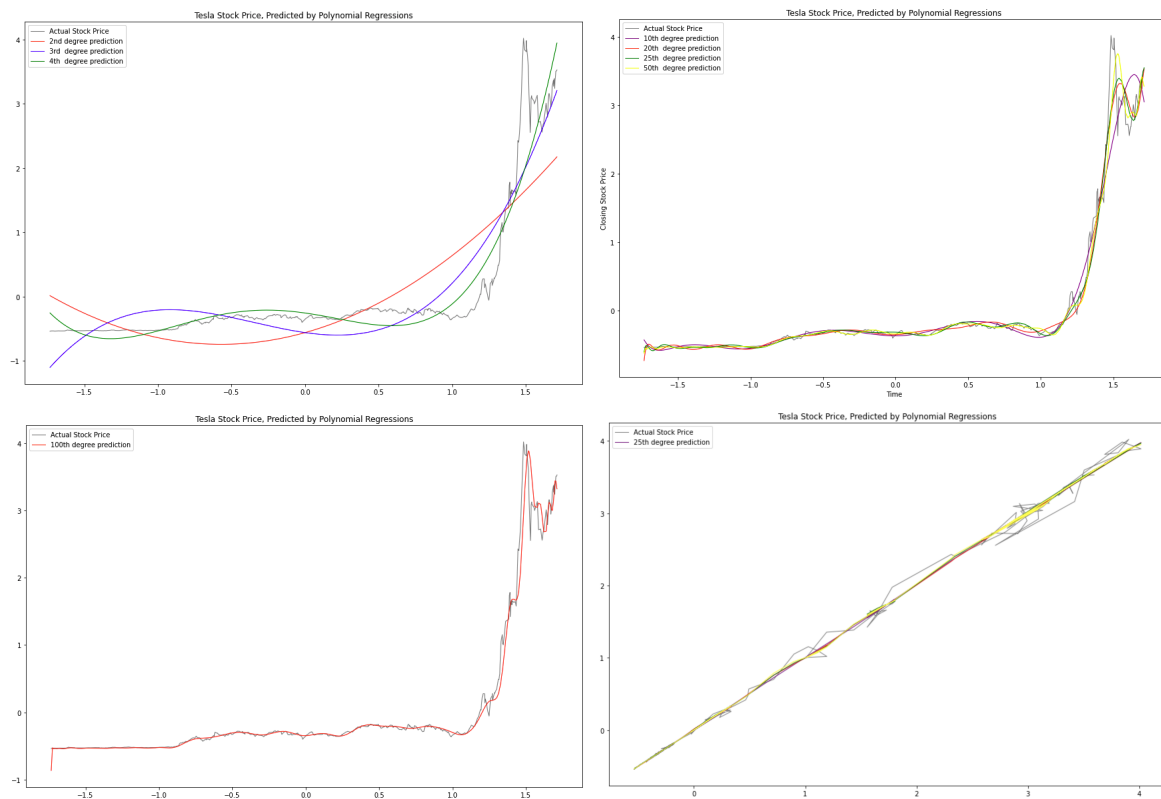 Tesla Stock Price, Predicted by Polynomial Regressions
Actual Stock Price
2nd degree prediction
3rd  degree prediction
4th  degree prediction
4
3
2
1
0
−1
−1.5
−1.0
−0.5
0.0
0.5
1.0
1.5
Tesla Stock Price, Predicted by Polynomial Regressions
Actual Stock Price
10th degree prediction
20th  degree prediction
25th  degree prediction
50th  degree prediction
Closing Stock Price
4
3
2
1
0
−1.5
−1.0
−0.5
0.0
0.5
1.0
1.5
Time
Tesla Stock Price, Predicted by Polynomial Regressions
Actual Stock Price
100th degree prediction
4
3
2
1
0
−1
−1.5
−1.0
−0.5
0.0
0.5
1.0
1.5
Tesla Stock Price, Predicted by Polynomial Regressions
Actual Stock Price
25th degree prediction
4
3
2
1
0
0
1
2
3
4